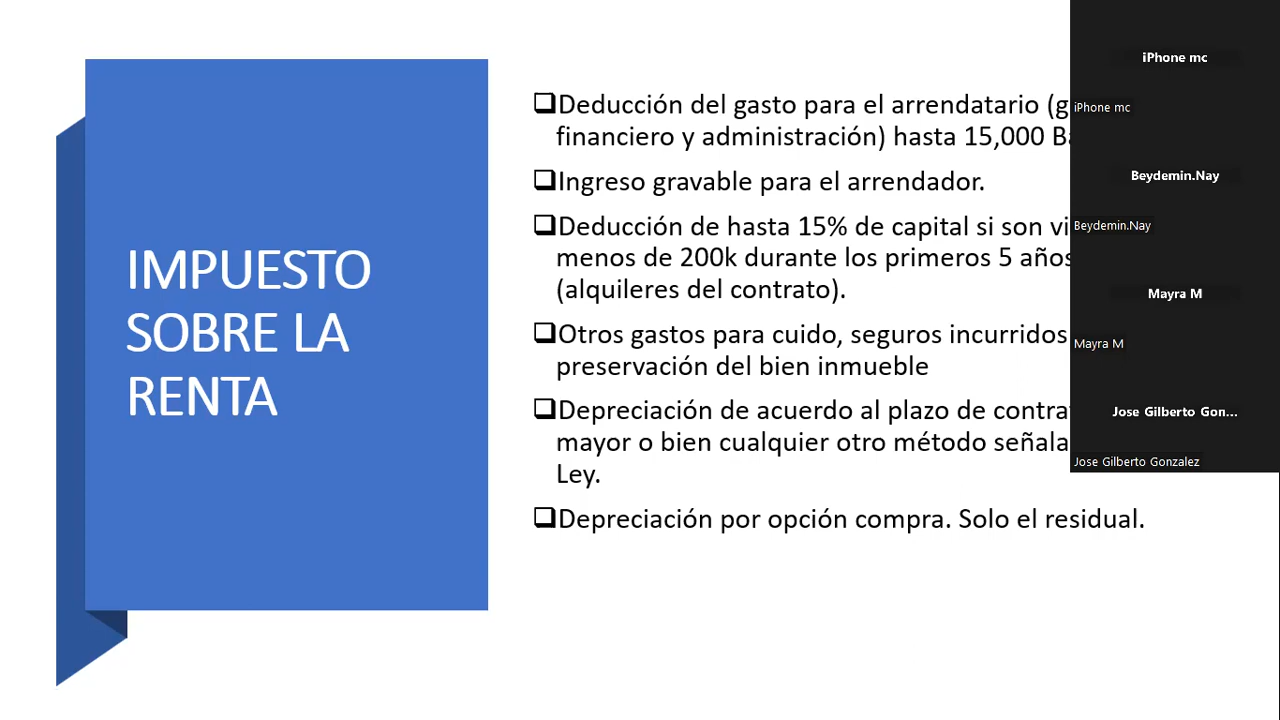 IMPUESTO
SOBRE LA
RENTA
❑Deducción del gasto para el arrendatario
financiero y administración) hasta 15,000
❑Ingreso gravable para el arrendador.
❑Deducción de hasta 15% de capital si son
menos de 200k durante los primeros 5 años
(alquileres del contrato).
❑Otros gastos para cuido, seguros incurridos
preservación del bien inmueble
❑Depreciación de acuerdo al plazo de
mayor o bien cualquier otro método
Ley.
❑Depreciación por opción compra. Solo el residual.
iPhone mc
iPhone mc
Beydemin.Nay
Beydemin.Nay
Mayra M
Mayra M
Jose Gilberto Gon...
Jose Gilberto Gonzalez